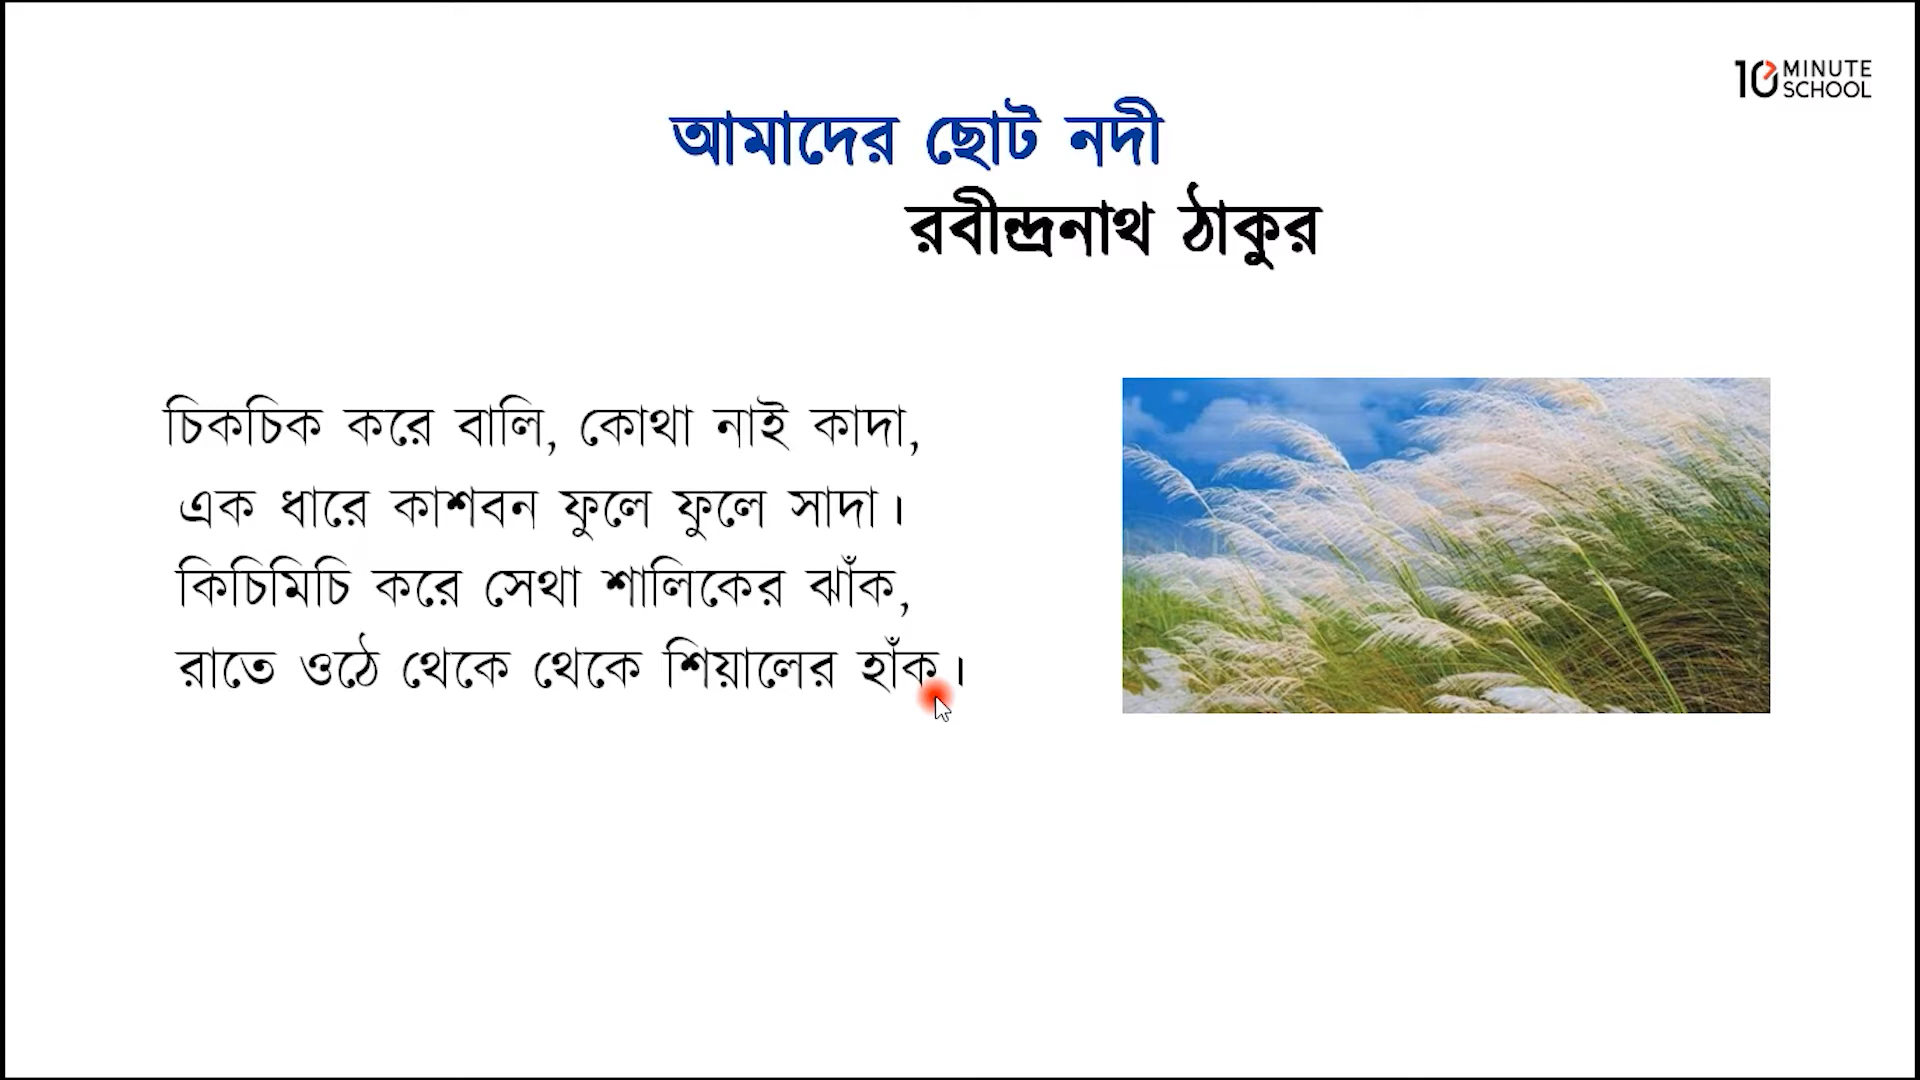 10 MINUTE
SCHOOL
আমাদের ছোট নদী
রবীন্দ্রনাথ ঠাকুর
চিকচিক করে বালি, কোথা নাই কাদা,
এক ধারে কাশবন ফুলে ফুলে সাদা।
কিচিমিচি করে সেথা শালিকের ঝাঁক,
রাতে ওঠে থেকে থেকে শিয়ালের হাঁক।